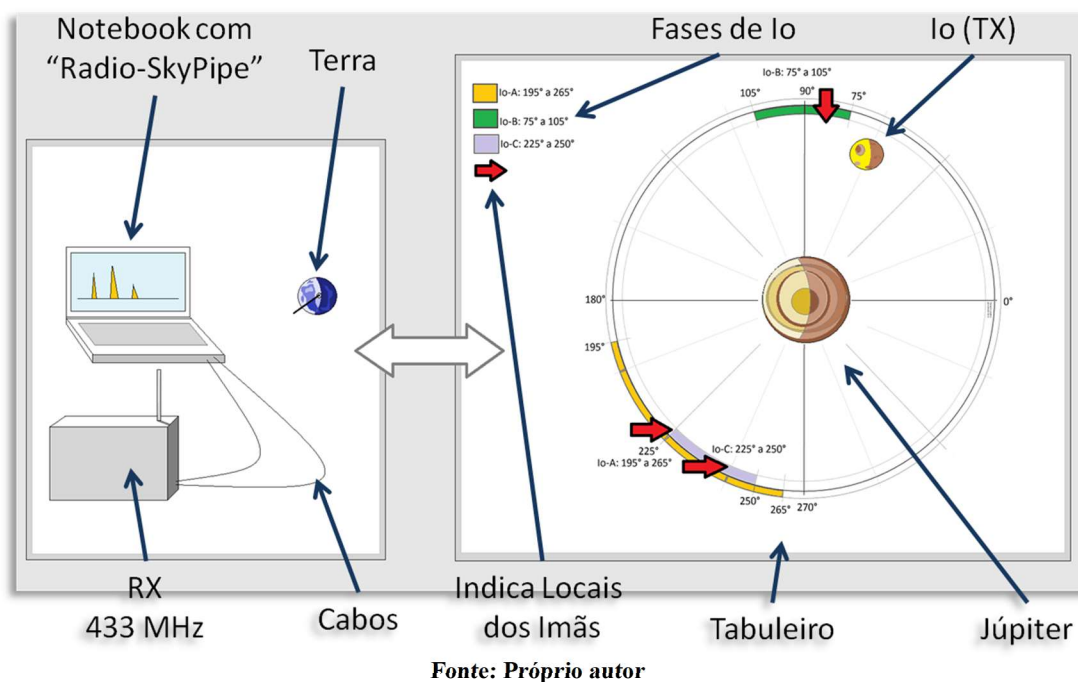 Notebook com
“Radio-SkyPipe”
Terra
Fases de Io
Io (TX)
Io-A: 195° a 265°
Io-B: 75° a 105°
Io-C: 225° a 250°
Io-B: 75° a 105°
105°
90°
75°
180°
0°
195°
225°
Io-C: 225° a 250°
Io-A: 195° a 265°
250°
265°
270°
RX
433 MHz
Cabos
Indica Locais
dos Imãs
Tabuleiro
Júpiter
Fonte: Próprio autor